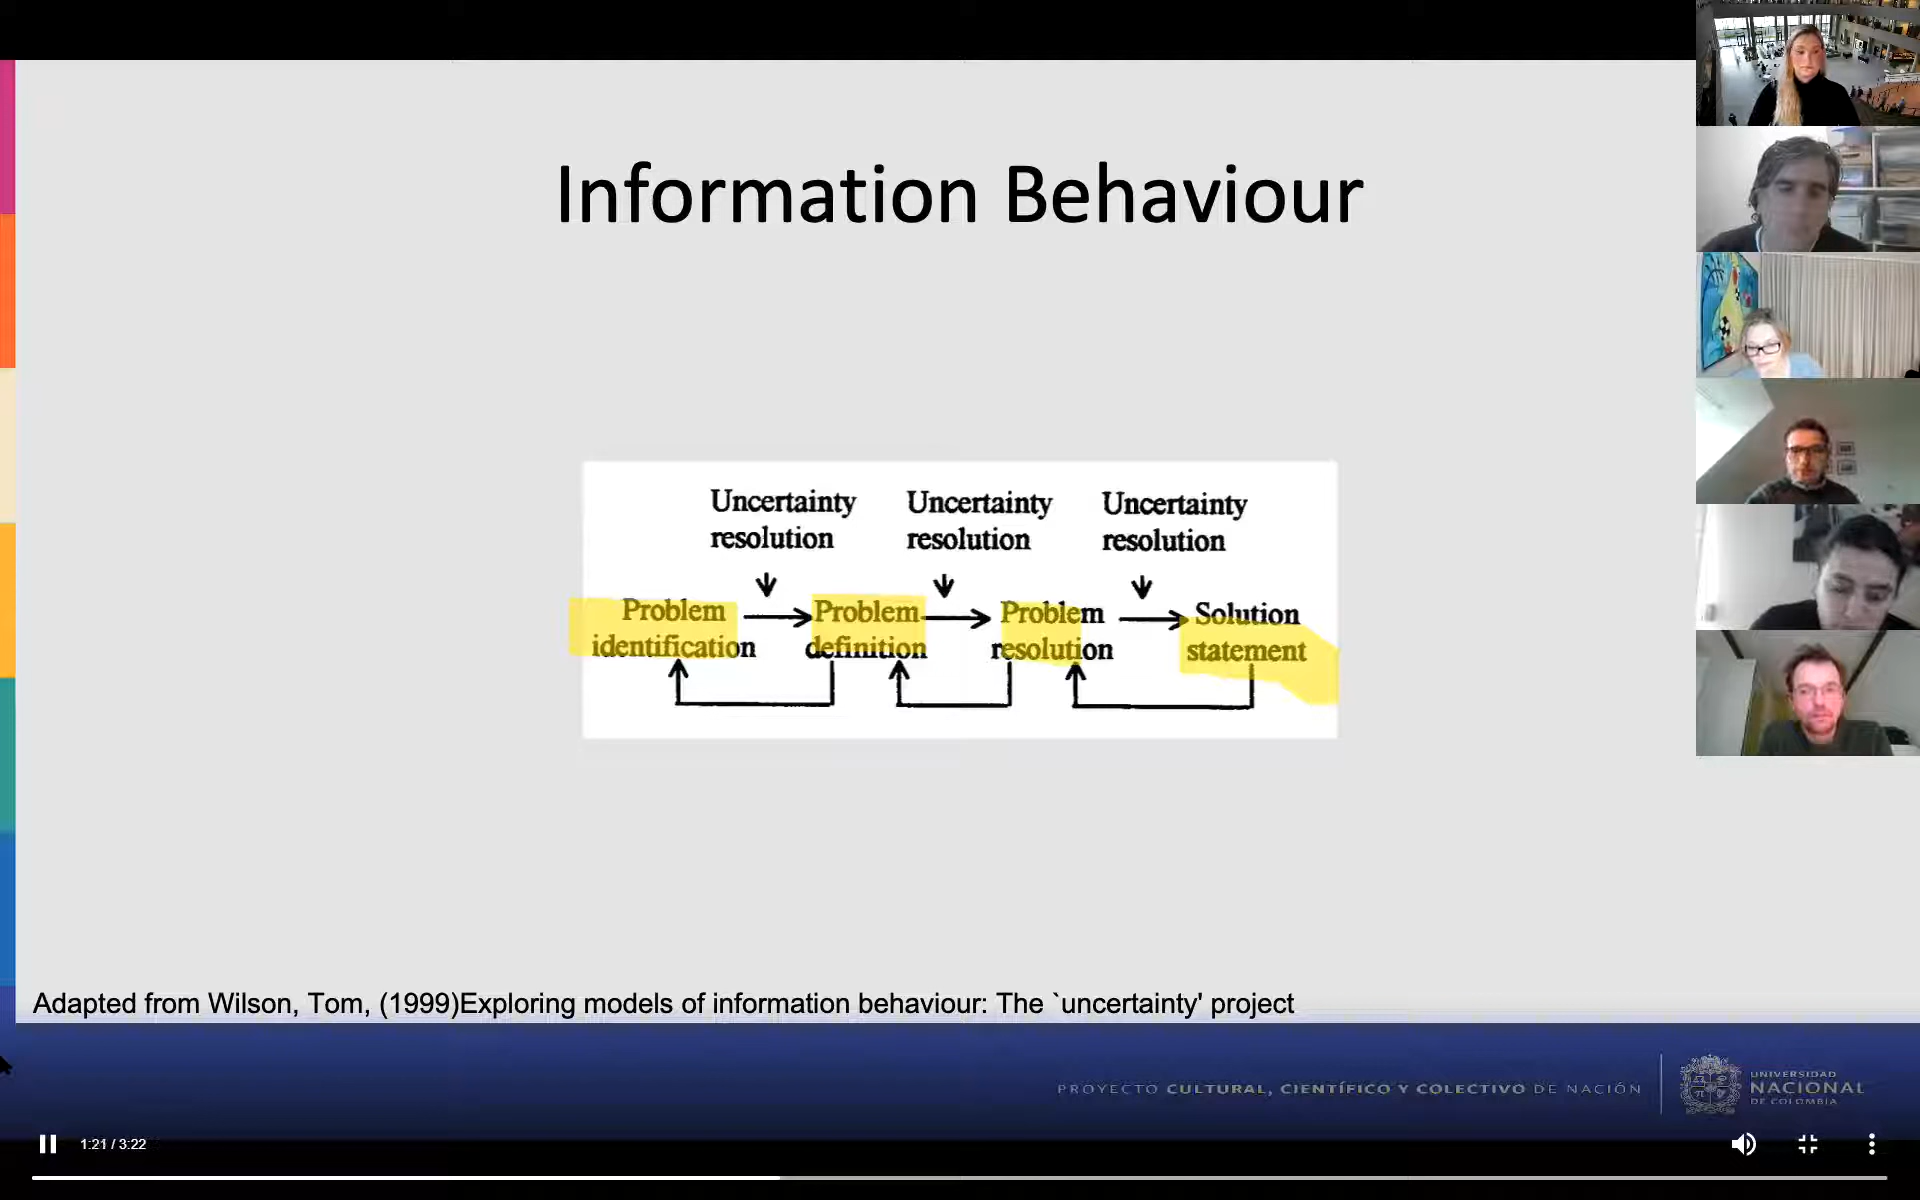 Information Behaviour
Uncertainty resolution
Uncertainty resolution
Uncertainty resolution
Problem identification
Problem definition
Problem resolution
Solution statement
Adapted from Wilson, Tom, (1999)Exploring models of information behaviour: The `uncertainty' project
PROYECTO CULTURAL, CIENTÍFICO Y COLECTIVO DE NACIÓN
UNIVERSIDAD
NACIONAL
DE COLOMBIA
1:21 / 3:22